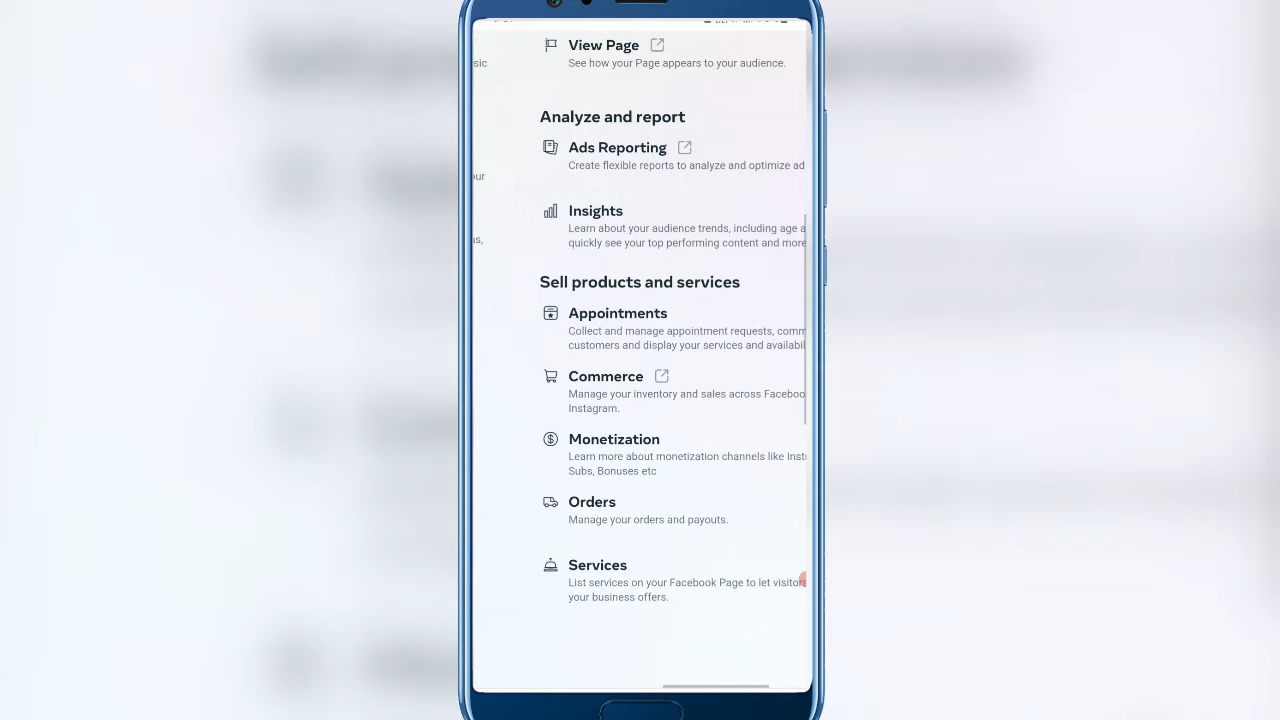 View Page
See how your Page appears to your audience.
sic
Analyze and report
Ads Reporting
Create flexible reports to analyze and optimize ad
Insights
Learn about your audience trends, including age a
quickly see your top performing content and more
Sell products and services
Appointments
Collect and manage appointment requests, comm
customers and display your services and availabil
Commerce
Manage your inventory and sales across Faceboo
Instagram.
Monetization
Learn more about monetization channels like Inst
Subs, Bonuses etc
Orders
Manage your orders and payouts.
Services
List services on your Facebook Page to let visitors
your business offers.